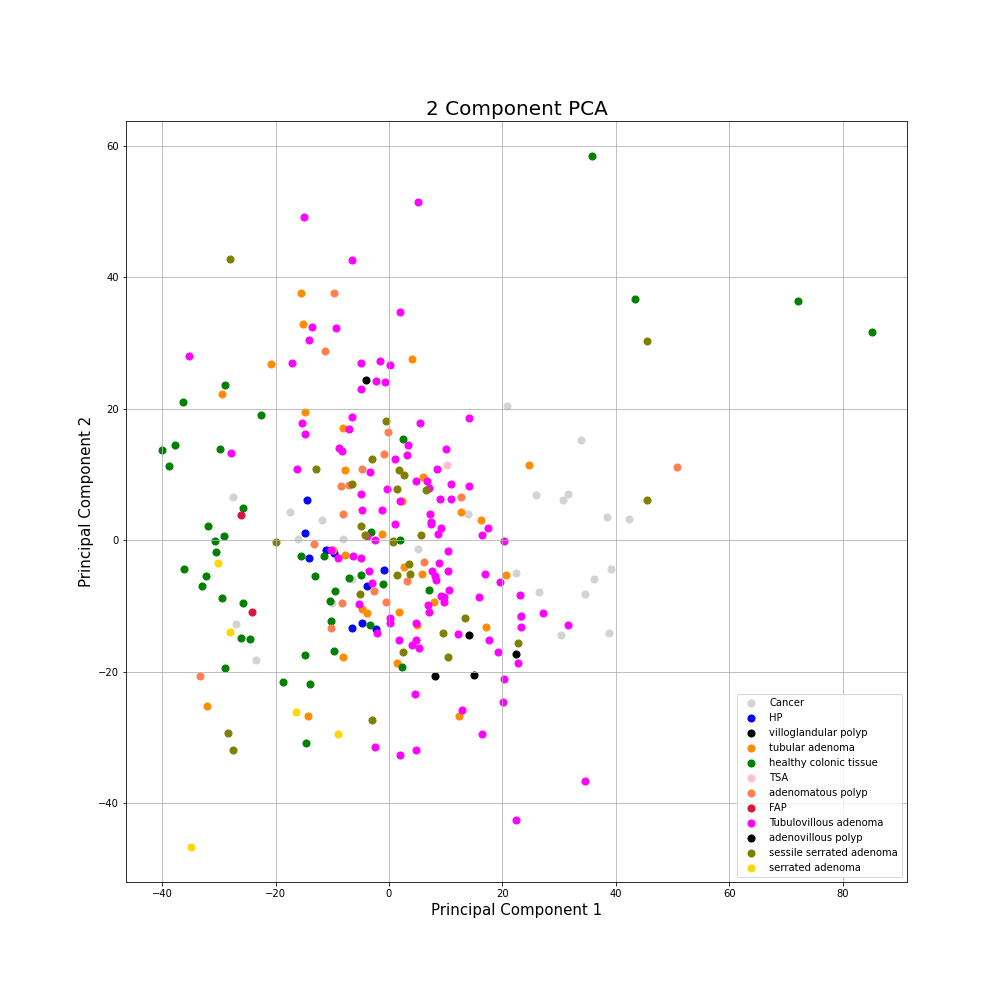 2 Component PCA
Principal Component 2
60
40
20
0
−20
−40
−40
−20
0
20
40
60
80
Principal Component 1
Cancer
HP
villoglandular polyp
tubular adenoma
healthy colonic tissue
TSA
adenomatous polyp
FAP
Tubulovillous adenoma
adenovillous polyp
sessile serrated adenoma
serrated adenoma